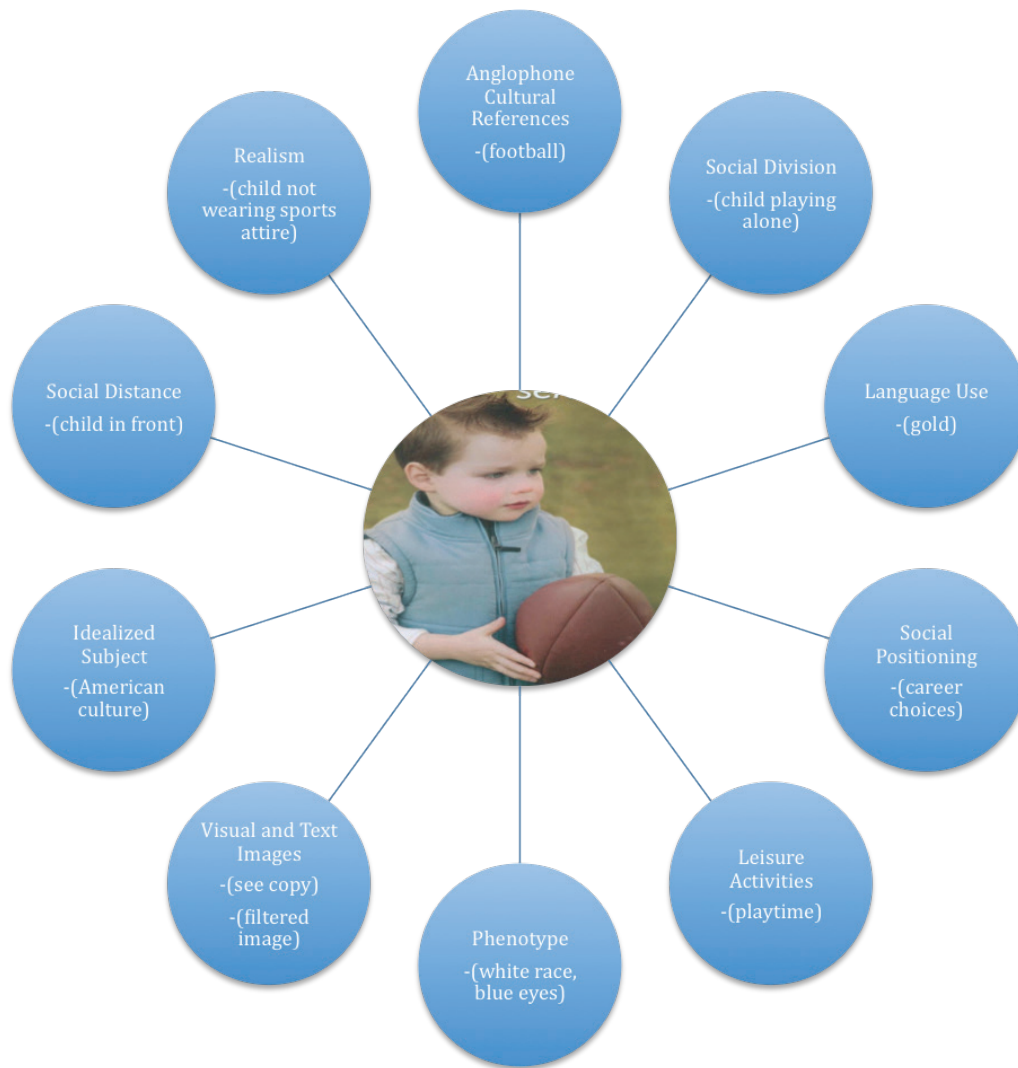 Anglophone
Cultural
References
-(football)
Social Division
-(child playing
alone)
Language Use
-(gold)
Social
Positioning
-(career
choices)
Leisure
Activities
-(playtime)
Phenotype
-(white race,
blue eyes)
Visual and Text
Images
-(see copy)
-(filtered
image)
Idealized
Subject
-(American
culture)
Social Distance
-(child in front)
Realism
-(child not
wearing sports
attire)